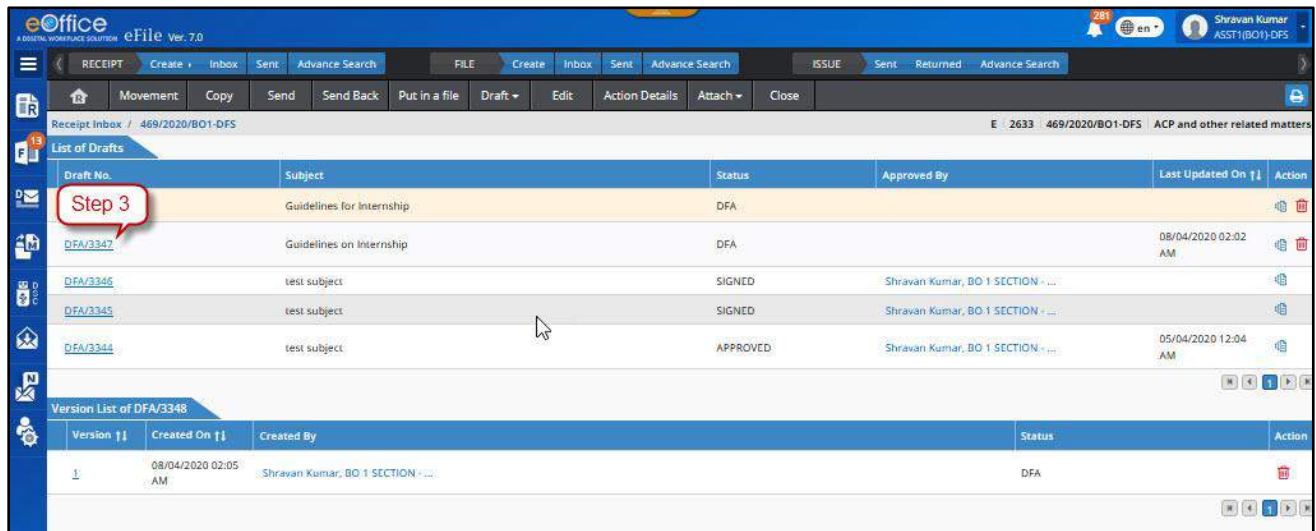 eOffice
A DIGITAL WORKPLACE SOLUTION eFile Ver. 7.0
281 en Shravan Kumar
ASST1(BO1)-DFS
RECEIPT Create Inbox Sent Advance Search FILE Create Inbox Sent Advance Search ISSUE Sent Returned Advance Search
R Movement Copy Send Send Back Put in a file Draft Edit Action Details Attach Close
Receipt Inbox / 469/2020/BO1-DFS E 2633 469/2020/BO1-DFS ACP and other related matters
13
List of Drafts
Draft No. Subject Status Approved By Last Updated On Action
Step 3
Guidelines for Internship DFA
DFA/3347 Guidelines on Internship DFA 08/04/2020 02:02
AM
DFA/3346 test subject SIGNED Shravan Kumar, BO 1 SECTION - ...
DFA/3345 test subject SIGNED Shravan Kumar, BO 1 SECTION - ...
DFA/3344 test subject APPROVED Shravan Kumar, BO 1 SECTION - ... 05/04/2020 12:04
AM
1
Version List of DFA/3348
Version Created On Created By Status Action
1 08/04/2020 02:05
AM Shravan Kumar, BO 1 SECTION - ... DFA
1